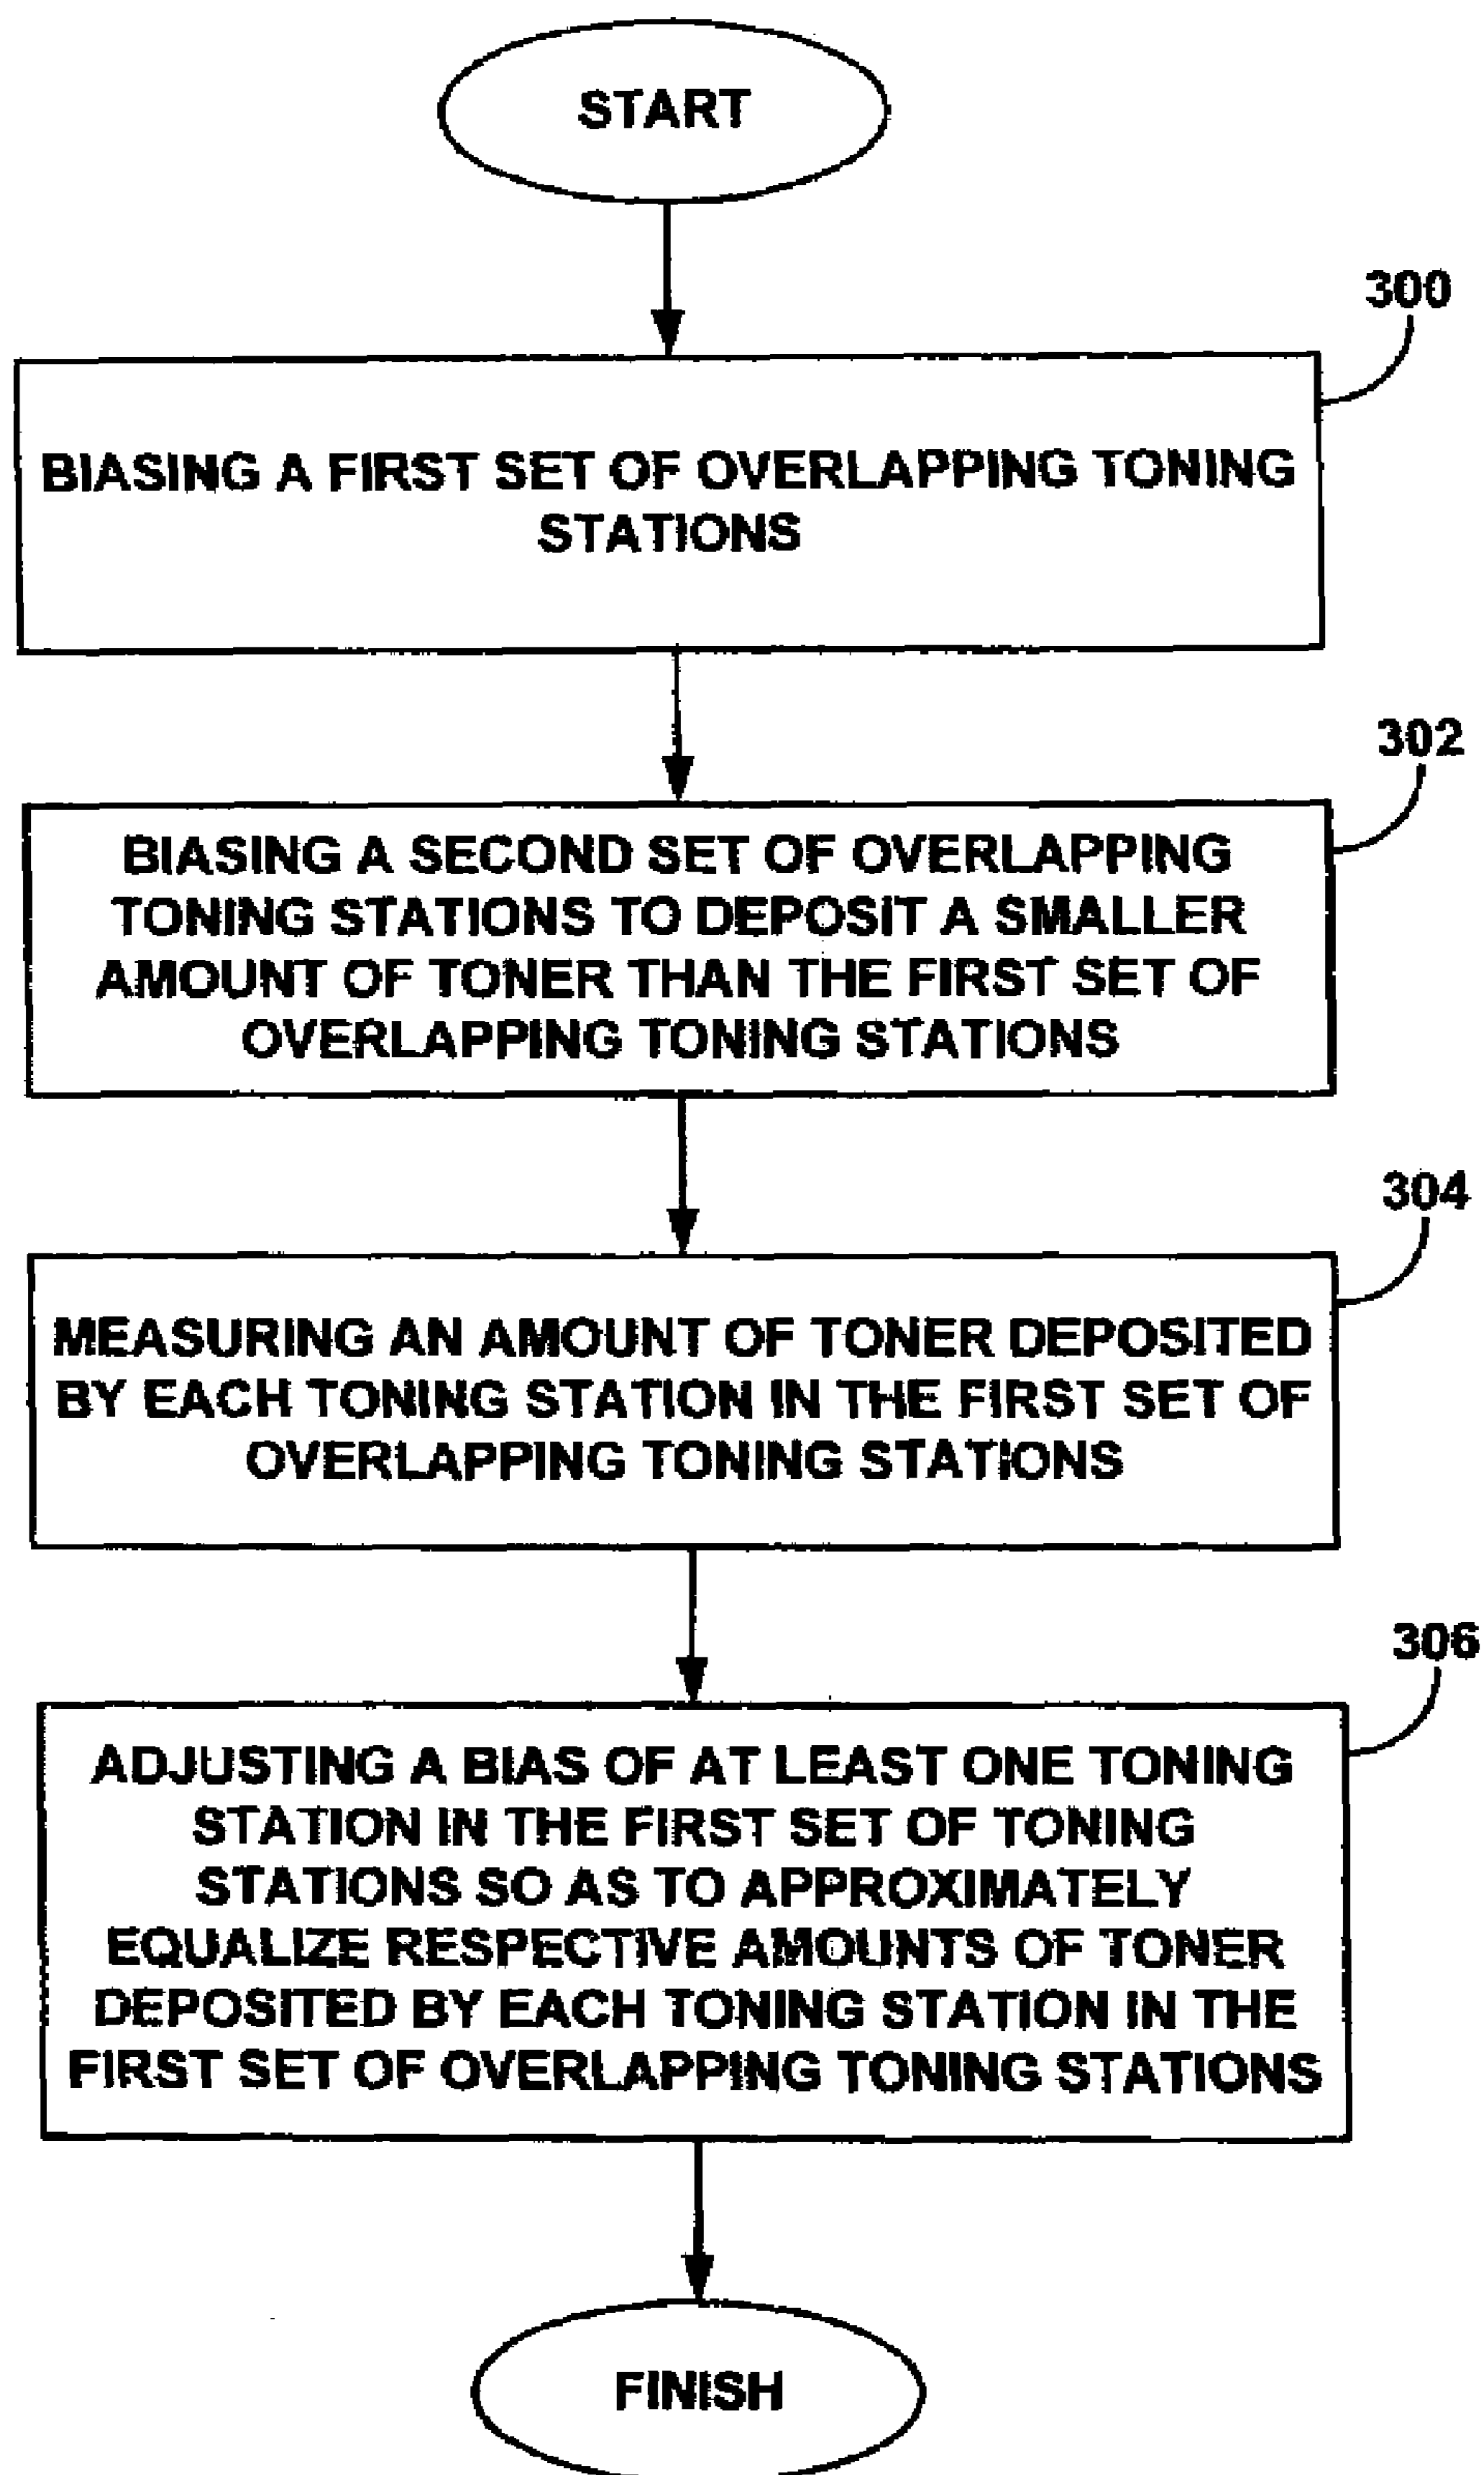 START
300
BIASING A FIRST SET OF OVERLAPPING TONING
STATIONS
302
BIASING A SECOND SET OF OVERLAPPING
TONING STATIONS TO DEPOSIT A SMALLER
AMOUNT OF TONER THAN THE FIRST SET OF
OVERLAPPING TONING STATIONS
304
MEASURING AN AMOUNT OF TONER DEPOSITED
BY EACH TONING STATION IN THE FIRST SET OF
OVERLAPPING TONING STATIONS
306
ADJUSTING A BIAS OF AT LEAST ONE TONING
STATION IN THE FIRST SET OF TONING
STATIONS SO AS TO APPROXIMATELY
EQUALIZE RESPECTIVE AMOUNTS OF TONER
DEPOSITED BY EACH TONING STATION IN THE
FIRST SET OF OVERLAPPING TONING STATIONS
FINISH